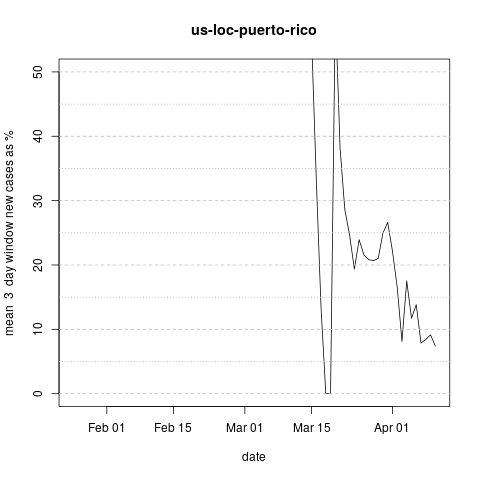 us-loc-puerto-rico
mean 3 day window new cases as %
50
40
30
20
10
0
Feb 01 Feb 15 Mar 01 Mar 15 Apr 01
date